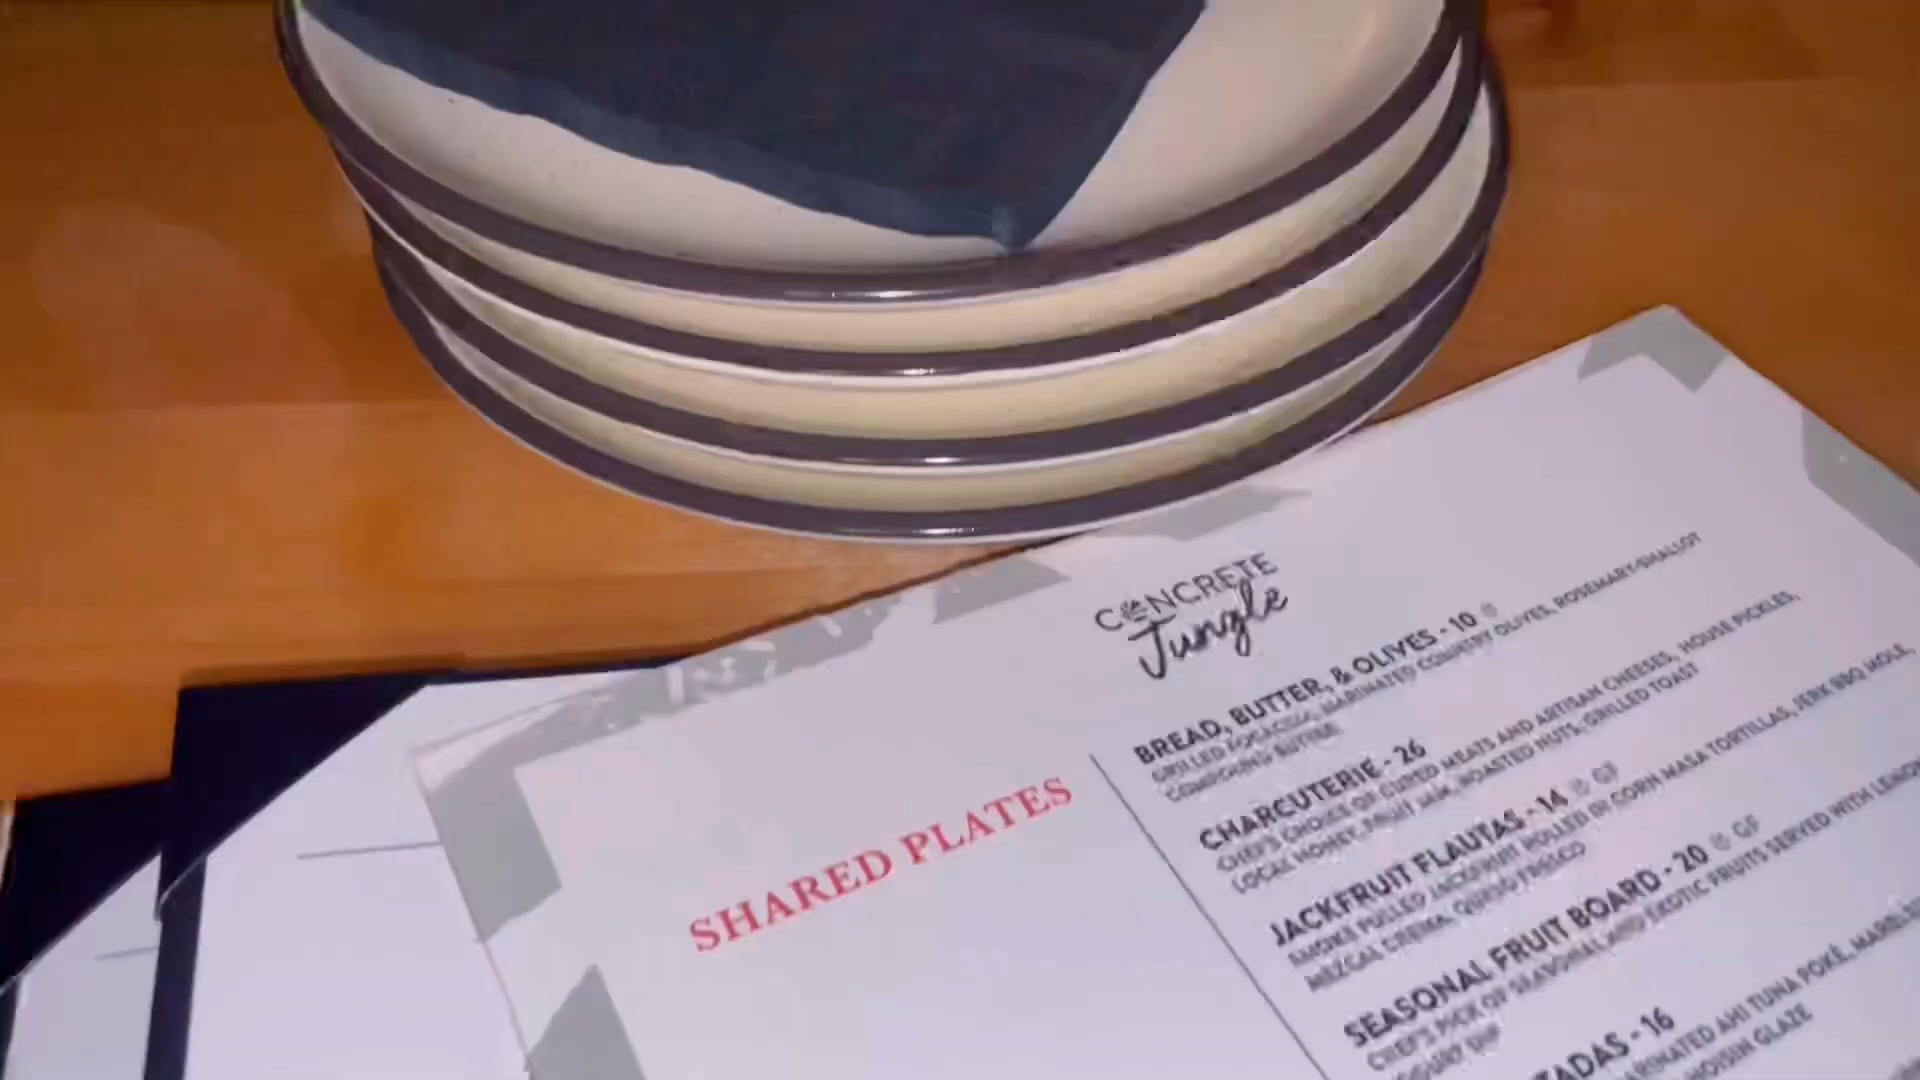 CONCRETE
Jungle
SHARED PLATES
BREAD, BUTTER, & OLIVES - 10
GRILLED FOCACCIA, MARINATED COUNTRY OLIVES, ROSEMARY-SHALLOT
COMPOUND BUTTER
CHARCUTERIE - 26
CHEF'S CHOICE OF CURED MEATS AND ARTISAN CHEESES, HOUSE PICKLES,
LOCAL HONEY, FRUIT JAM, ROASTED NUTS, GRILLED TOAST
JACKFRUIT FLAUTAS - 14 GF
SMOKE PULLED JACKFRUIT ROLLED IN CORN MASA TORTILLAS, JERK BBQ MOLE,
MEZCAL CREMA, QUESO FRESCO
SEASONAL FRUIT BOARD - 20 GF
CHEF'S PICK OF SEASONAL AND EXOTIC FRUITS SERVED WITH
YOGURT DIP
- 16
MARINATED AHI TUNA POKÉ,
HOISIN GLAZE